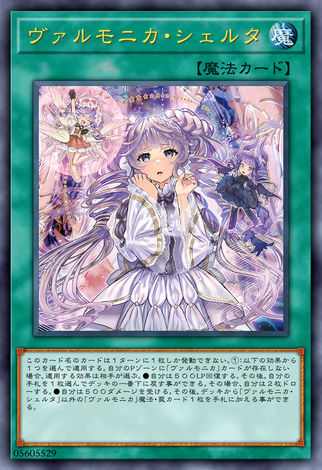 ヴァルモニカ・シェルタ
魔
【魔法カード】
このカード名のカードは1ターンに1枚しか発動できない。①:以下の効果から
1つを選んで適用する。自分のPゾーンに「ヴァルモニカ」カードが存在しない
場合、適用する効果は相手が選ぶ。●自分は500LP回復する。その後、自分の
手札を1枚選んでデッキの一番下に戻す事ができる。その場合、自分は2枚ドロ
ーする。●自分は500ダメージを受ける。その後、デッキから「ヴァルモニカ・シ
ェルタ」以外の「ヴァルモニカ」魔法・罠カード1枚を手札に加える事ができ
る。
05605529